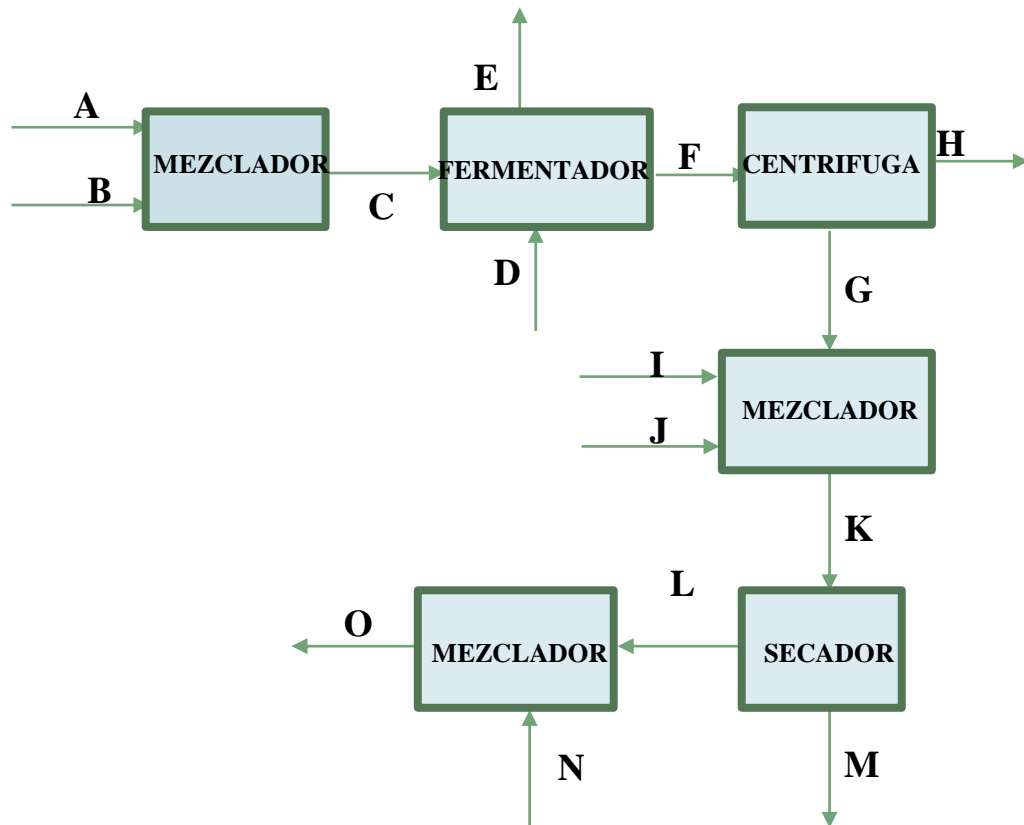 E
A
MEZCLADOR
B
C
FERMENTADOR
D
F
CENTRIFUGA
H
G
I
J
MEZCLADOR
K
L
SECADOR
M
MEZCLADOR
O
N